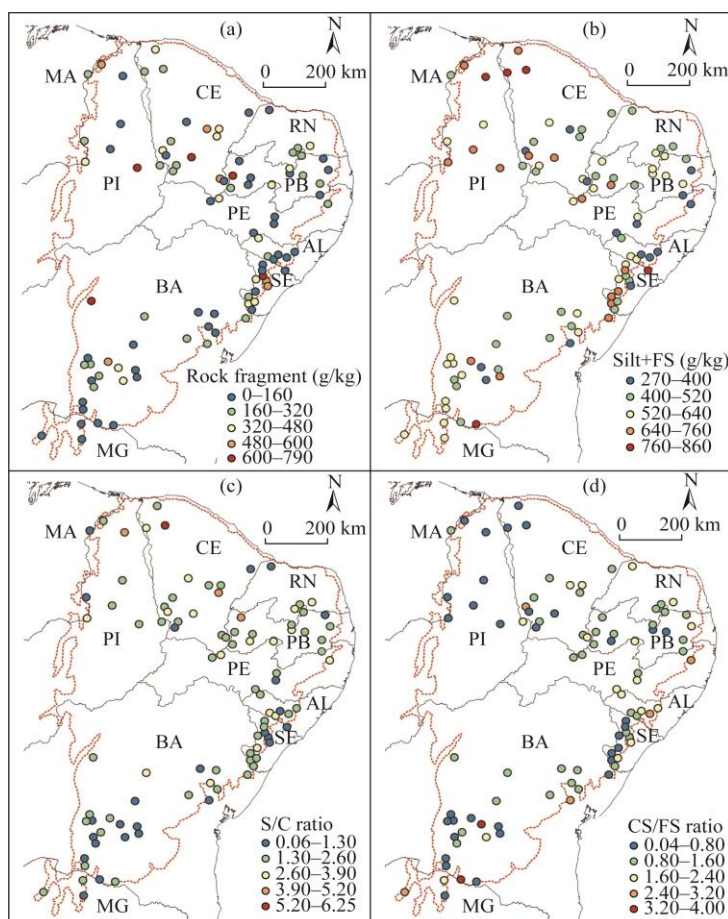 (a)
N
MA
0 200 km
CE
RN
PI
PB
PE
AL
SE
BA
Rock fragment (g/kg)
0–160
160–320
320–480
480–600
600–790
MG
(b)
N
MA
0 200 km
CE
RN
PI
PB
PE
AL
SE
BA
Silt+FS (g/kg)
270–400
400–520
520–640
640–760
760–860
MG
(c)
N
MA
0 200 km
CE
RN
PI
PB
PE
AL
SE
BA
S/C ratio
0.06–1.30
1.30–2.60
2.60–3.90
3.90–5.20
5.20–6.25
MG
(d)
N
MA
0 200 km
CE
RN
PI
PB
PE
AL
SE
BA
CS/FS ratio
0.04–0.80
0.80–1.60
1.60–2.40
2.40–3.20
3.20–4.00
MG